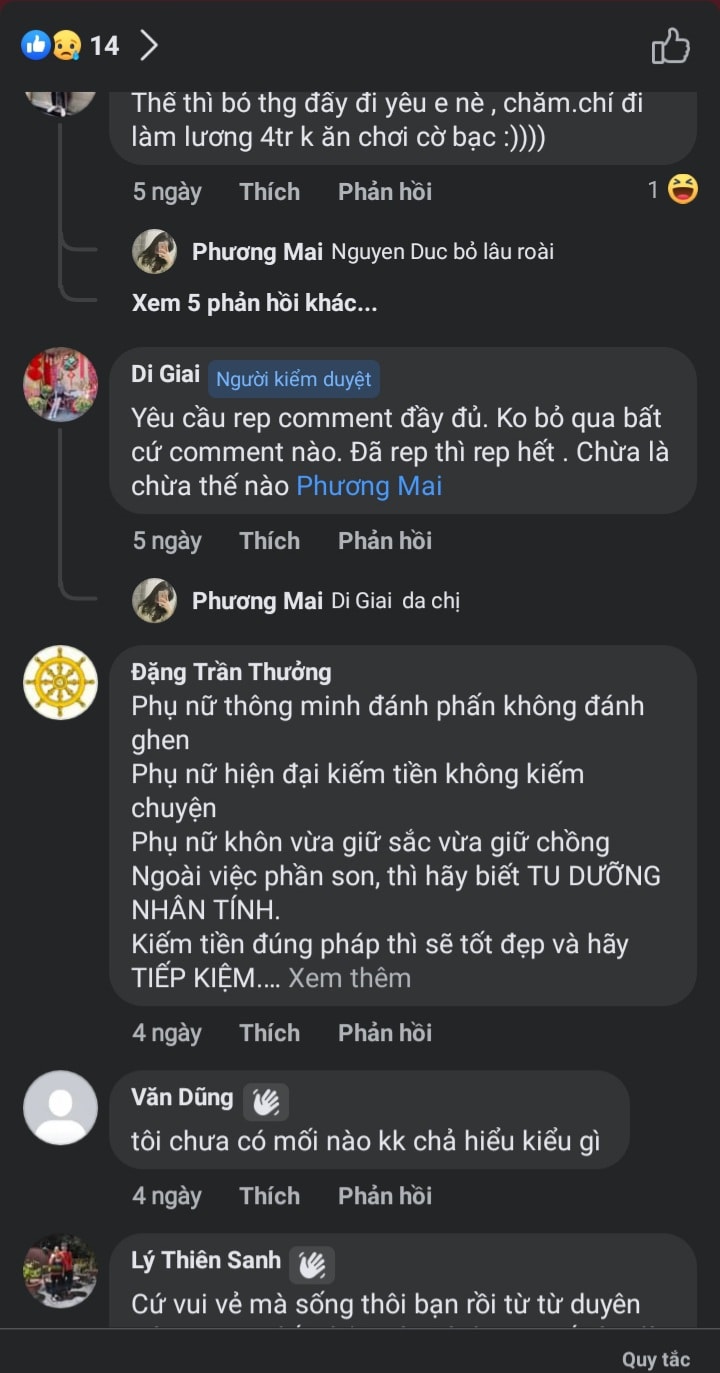 14
Thế thì bó thg đấy đi yêu e nè , chăm.chí đi
làm lương 4tr k ăn chơi cờ bạc :))))
5 ngày Thích Phản hồi 1
Phương Mai Nguyen Duc bỏ lâu roài
Xem 5 phản hồi khác...
Di Giai Người kiểm duyệt
Yêu cầu rep comment đầy đủ. Ko bỏ qua bất
cứ comment nào. Đã rep thì rep hết . Chừa là
chừa thế nào Phương Mai
5 ngày Thích Phản hồi
Phương Mai Di Giai da chị
Đặng Trần Thưởng
Phụ nữ thông minh đánh phấn không đánh
ghen
Phụ nữ hiện đại kiếm tiền không kiếm
chuyện
Phụ nữ khôn vừa giữ sắc vừa giữ chồng
Ngoài việc phần son, thì hãy biết TU DƯỠNG
NHÂN TÍNH.
Kiếm tiền đúng pháp thì sẽ tốt đẹp và hãy
TIẾP KIỆM.... Xem thêm
4 ngày Thích Phản hồi
Văn Dũng
tôi chưa có mối nào kk chả hiểu kiểu gì
4 ngày Thích Phản hồi
Lý Thiên Sanh
Cứ vui vẻ mà sống thôi bạn rồi từ từ duyên
Quy tắc